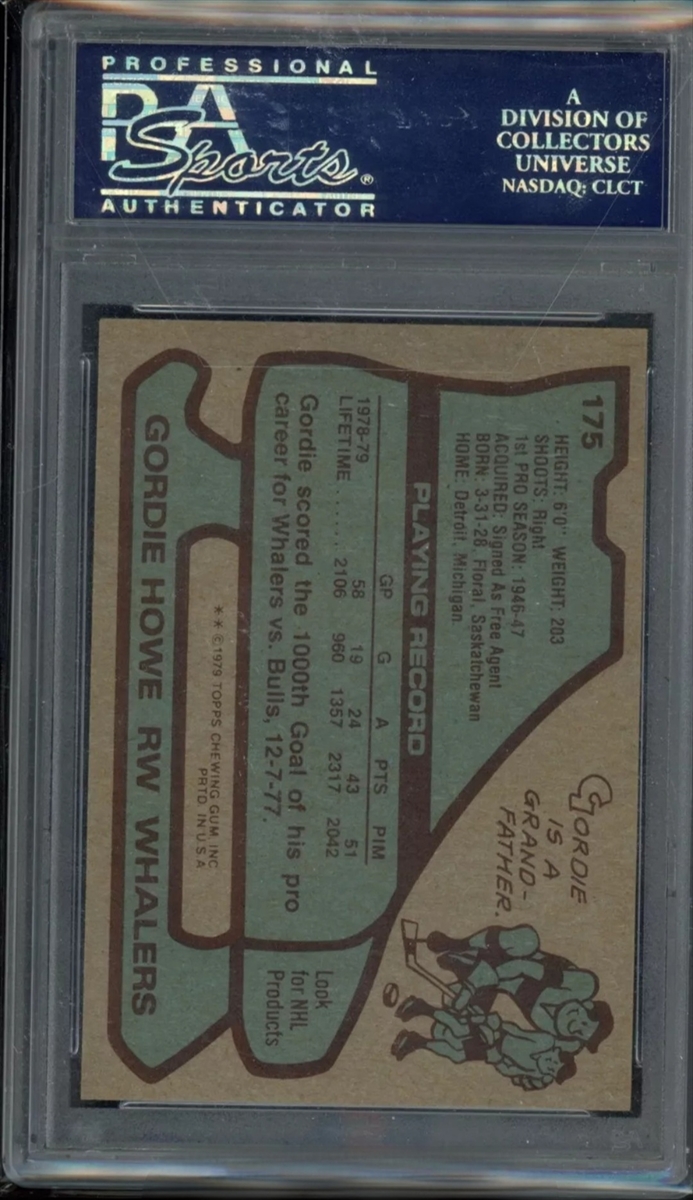 PROFESSIONAL
PSA
Sports®
AUTHENTICATOR
A
DIVISION OF
COLLECTORS
UNIVERSE
NASDAQ: CLCT
175
HEIGHT: 6'0" WEIGHT: 203
SHOOTS: Right
1st PRO SEASON: 1946-47
ACQUIRED: Signed As Free Agent
BORN: 3-31-28, Floral, Saskatchewan
HOME: Detroit, Michigan
GORDIE
IS A
GRAND-
FATHER.
PLAYING RECORD
GP G A PTS PIM
1978-79 58 19 24 43 51
LIFETIME ...... 2106 960 1357 2317 2042
Gordie scored the 1000th Goal of his pro
career for Whalers vs. Bulls, 12-7-77.
Look
for NHL
Products
** ©1979 TOPPS CHEWING GUM, INC
PRTD. IN U.S.A
GORDIE HOWE RW WHALERS